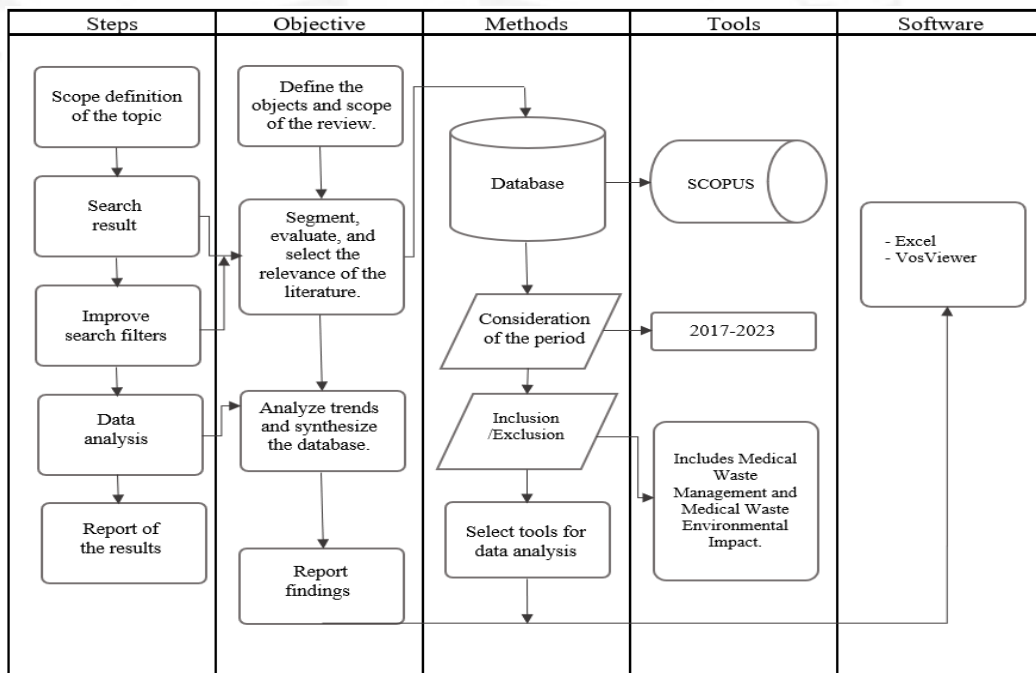 Steps
Objective
Methods
Tools
Software
Scope definition
of the topic
Search
result
Improve
search filters
Data
analysis
Report of
the results
Define the
objects and scope
of the review.
Segment,
evaluate, and
select the
relevance of the
literature.
Analyze trends
and synthesize
the database.
Report
findings
Database
Consideration
of the period
Inclusion
/Exclusion
Select tools for
data analysis
SCOPUS
2017-2023
Includes Medical
Waste
Management and
Medical Waste
Environmental
Impact.
- Excel
- VosViewer